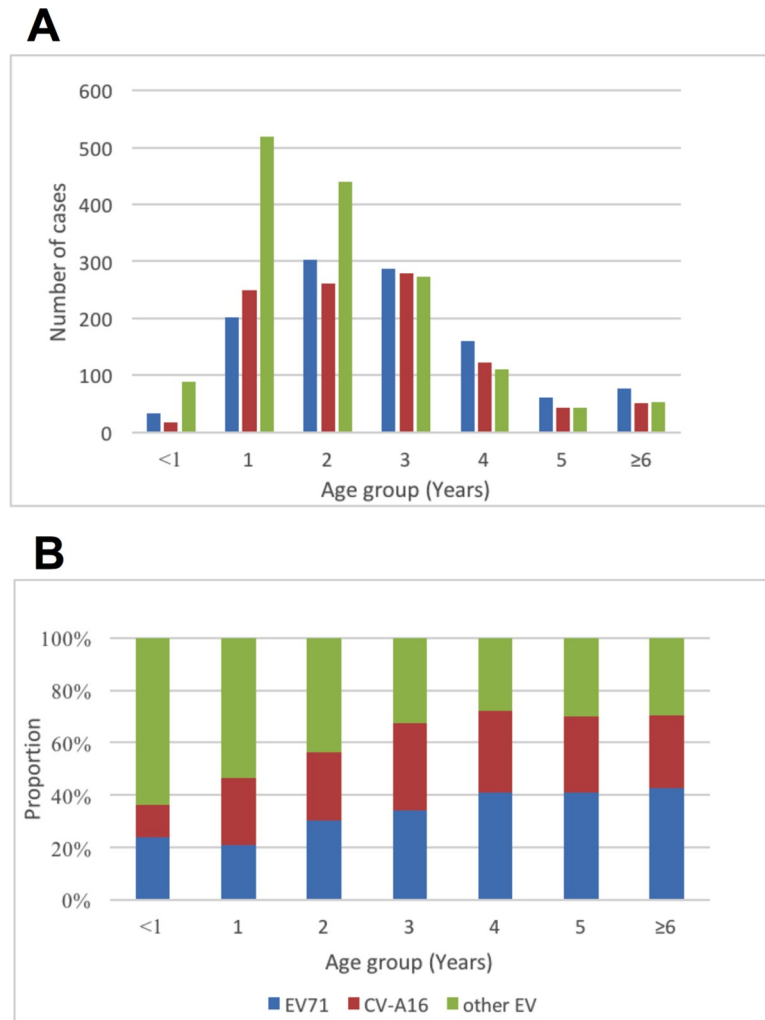 A
600
500
400
300
200
100
0
Number of cases
<1 1 2 3 4 5 ≥6
Age group (Years)
B
100%
80%
60%
40%
20%
0%
Proportion
<1 1 2 3 4 5 ≥6
Age group (Years)
EV71 CV-A16 other EV